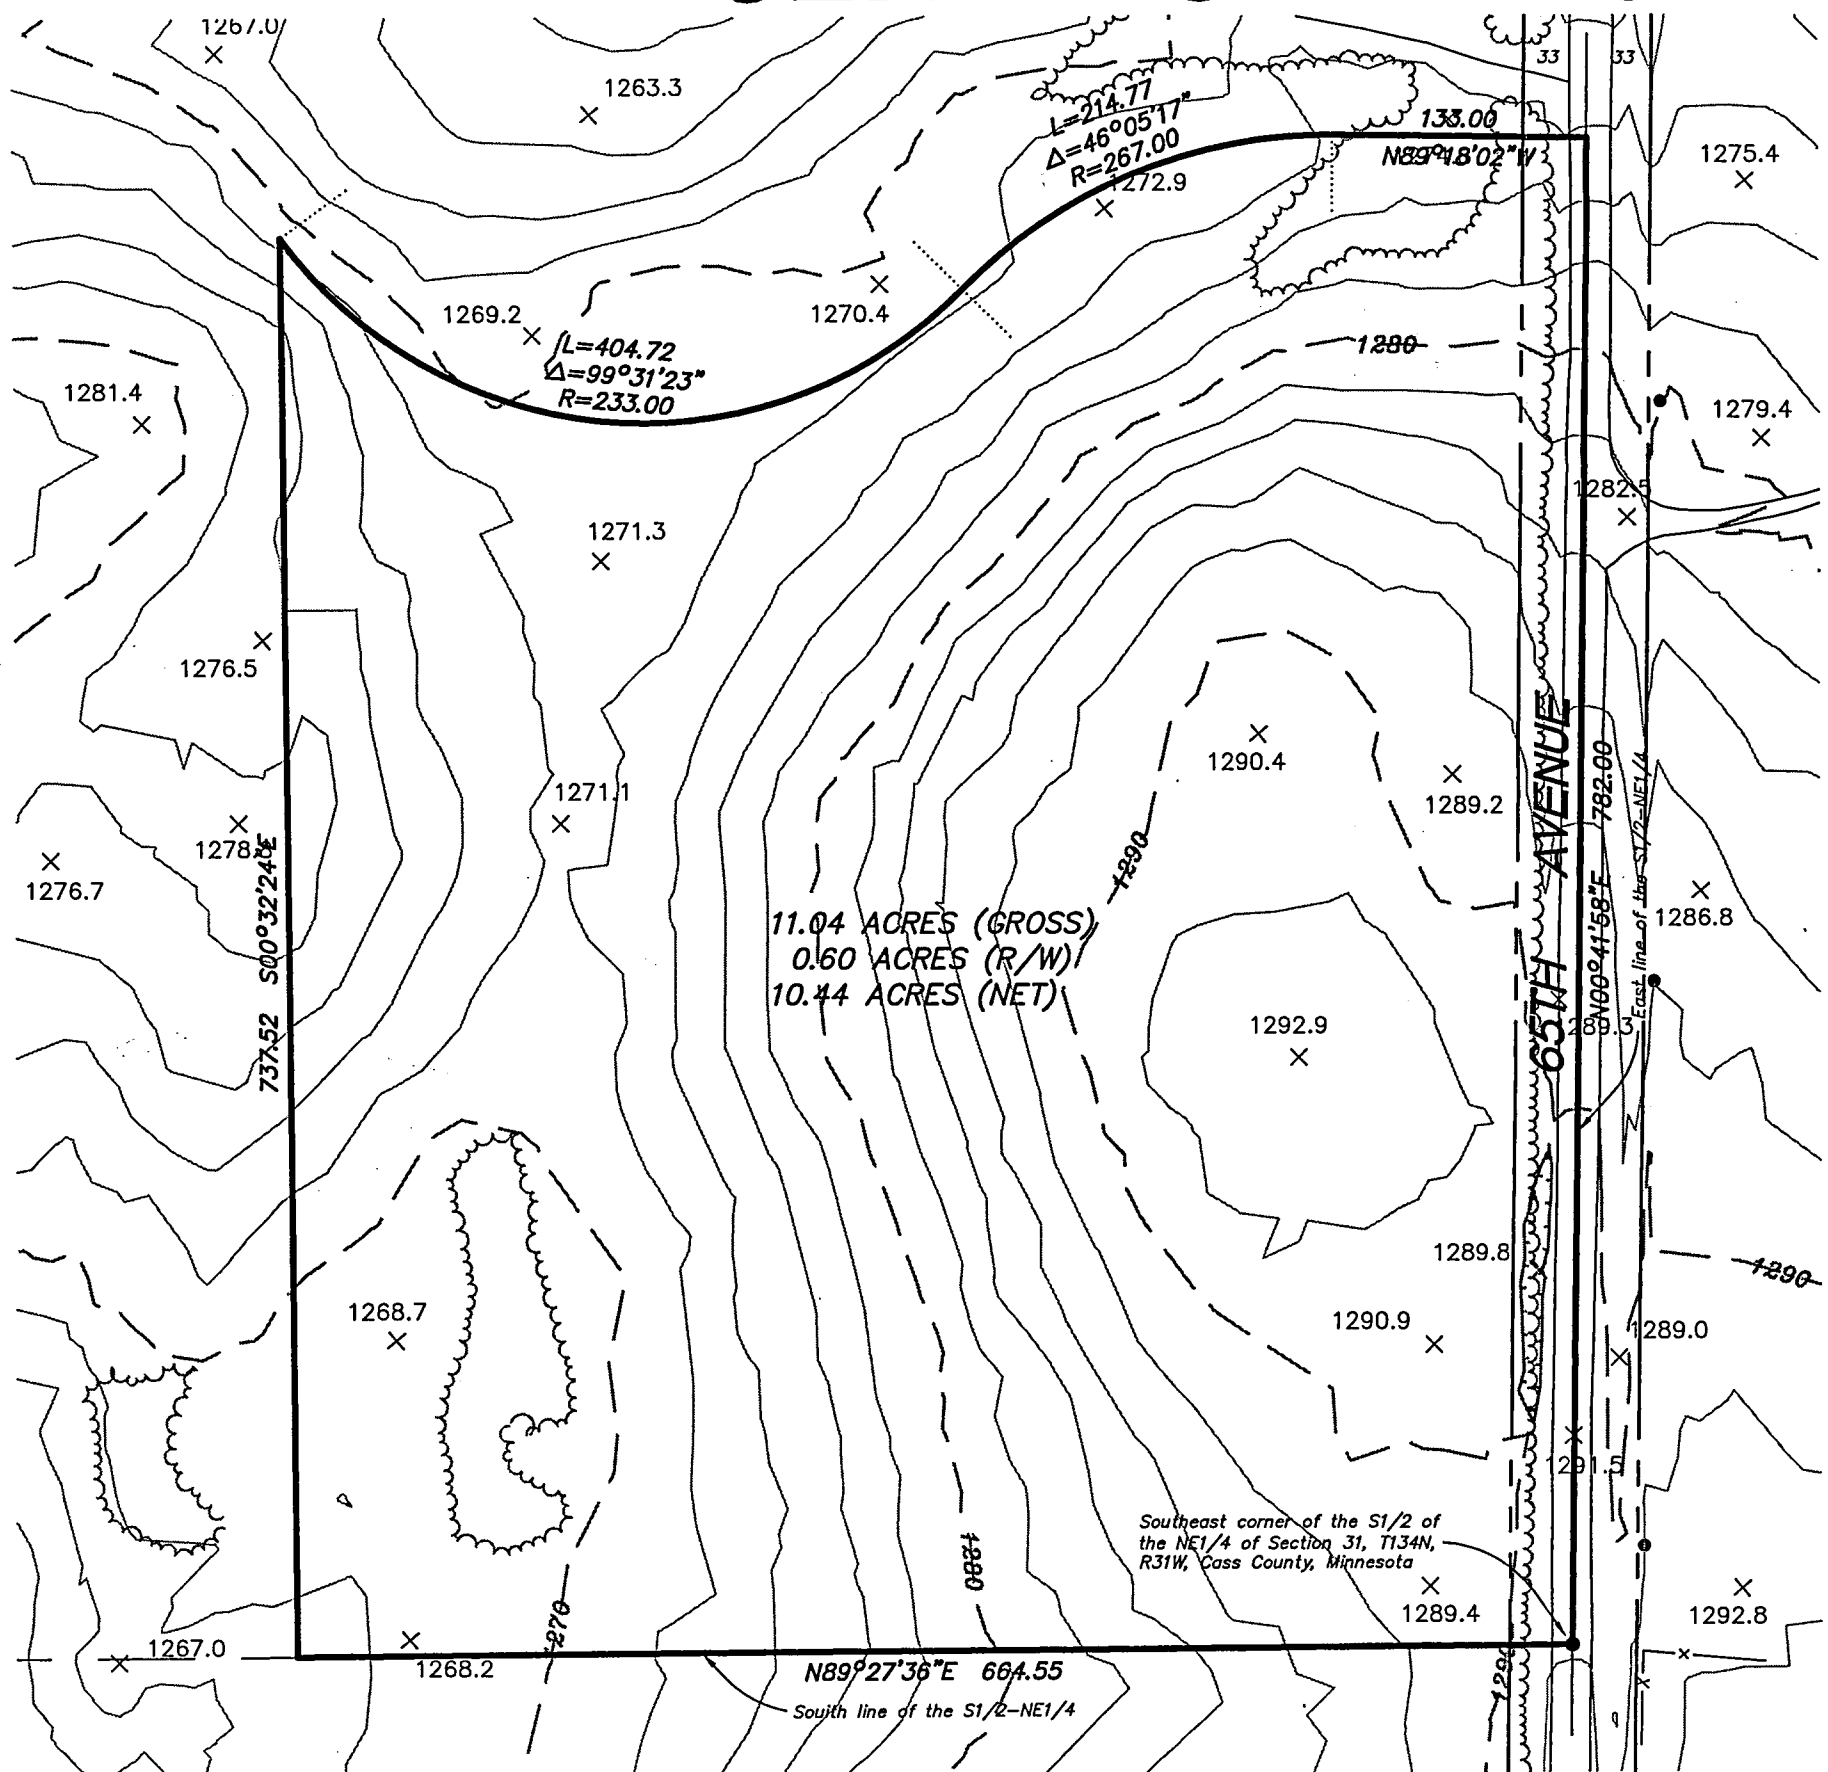 1267.0
1263.3
33
33
L=214.77
Δ=46°05'17"
R=267.00
133.00
N89°18'02"W
1275.4
1272.9
1269.2
1270.4
L=404.72
Δ=99°31'23"
R=233.00
1280
1281.4
1279.4
1282.5
1271.3
1276.5
1290.4
1289.2
1271.1
1278.
1276.7
1290
1286.8
65TH AVENUE
N00°41'58"E 782.00
East line of the S1/2-NE1/4
737.52 S00°32'24"E
11.04 ACRES (GROSS)
0.60 ACRES (R/W)
10.44 ACRES (NET)
1292.9
1289.3
1289.8
1290
1268.7
1290.9
1289.0
1291.5
Southeast corner of the S1/2 of
the NE1/4 of Section 31, T134N,
R31W, Cass County, Minnesota
1280
1270
1289.4
1292.8
1267.0
1268.2
N89°27'36"E 664.55
1290
South line of the S1/2-NE1/4